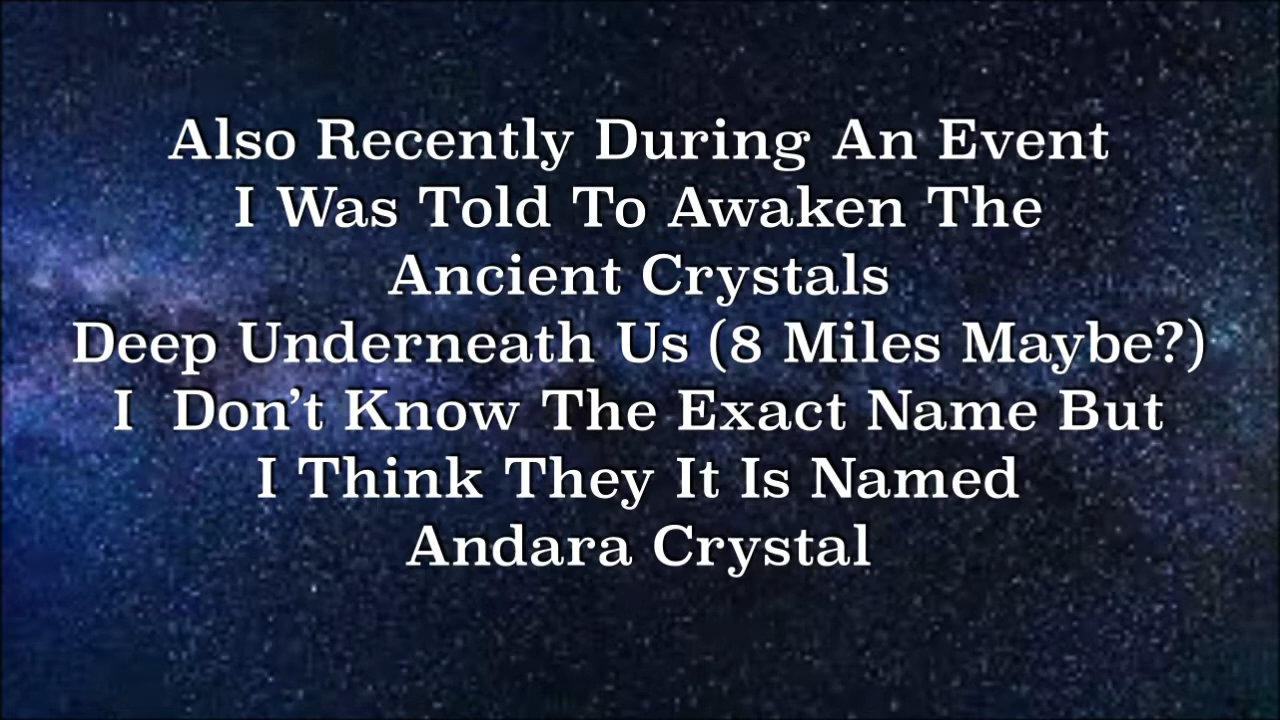 Also Recently During An Event
I Was Told To Awaken The
Ancient Crystals
Deep Underneath Us (8 Miles Maybe?)
I  Don’t Know The Exact Name But
I Think They It Is Named
Andara Crystal